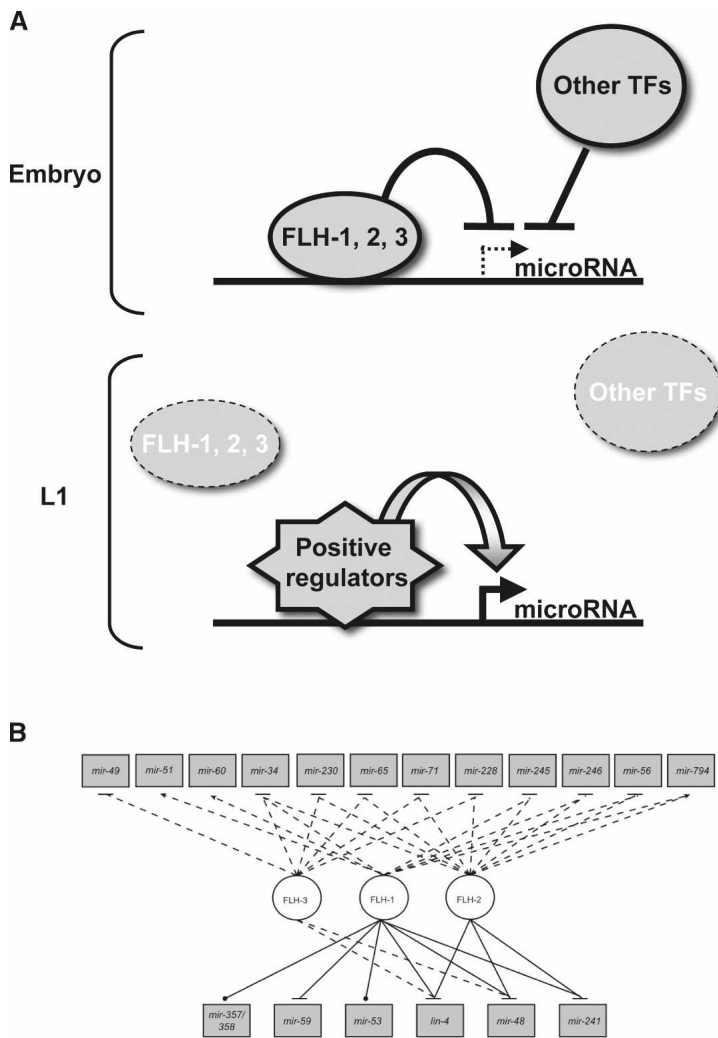 A
Other TFs
Embryo
FLH-1, 2, 3
microRNA
Other TFs
FLH-1, 2, 3
L1
Positive
regulators
microRNA
B
mir-49 mir-51 mir-60 mir-34 mir-230 mir-65 mir-71 mir-228 mir-245 mir-246 mir-56 mir-794
FLH-3 FLH-1 FLH-2
mir-357/
358 mir-59 mir-53 lin-4 mir-48 mir-241